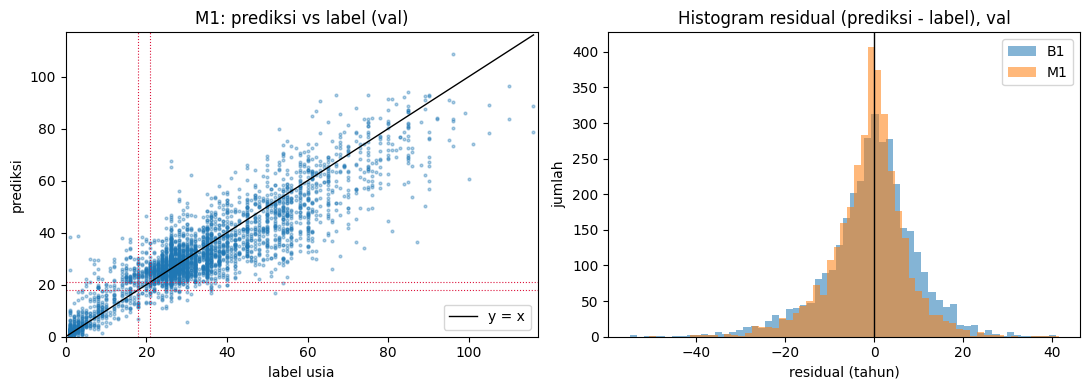 M1: prediksi vs label (val)
prediksi
100
80
60
40
20
0
0 20 40 60 80 100
label usia
y = x
Histogram residual (prediksi - label), val
jumlah
400
350
300
250
200
150
100
50
0
−40 −20 0 20 40
residual (tahun)
B1
M1